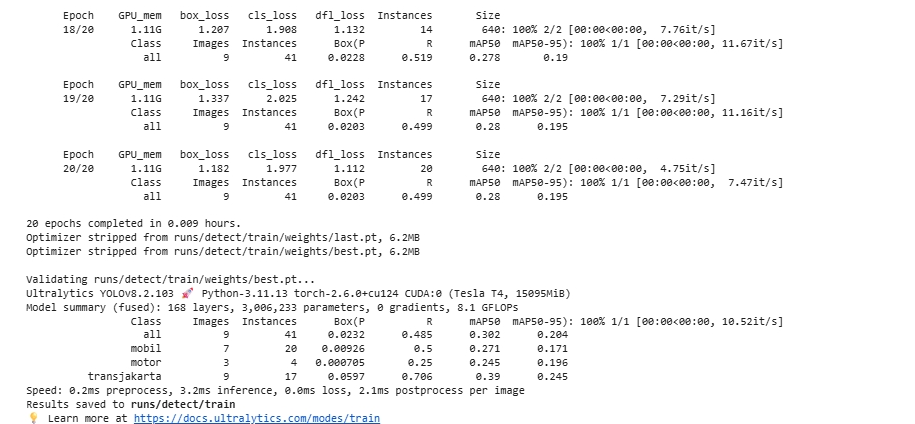 Epoch GPU_mem box_loss cls_loss dfl_loss Instances Size
18/20 1.11G 1.207 1.908 1.132 14 640: 100% 2/2 [00:00<00:00, 7.76it/s]
Class Images Instances Box(P R mAP50 mAP50-95): 100% 1/1 [00:00<00:00, 11.67it/s]
all 9 41 0.0228 0.519 0.278 0.19
Epoch GPU_mem box_loss cls_loss dfl_loss Instances Size
19/20 1.11G 1.337 2.025 1.242 17 640: 100% 2/2 [00:00<00:00, 7.29it/s]
Class Images Instances Box(P R mAP50 mAP50-95): 100% 1/1 [00:00<00:00, 11.16it/s]
all 9 41 0.0203 0.499 0.28 0.195
Epoch GPU_mem box_loss cls_loss dfl_loss Instances Size
20/20 1.11G 1.182 1.977 1.112 20 640: 100% 2/2 [00:00<00:00, 4.75it/s]
Class Images Instances Box(P R mAP50 mAP50-95): 100% 1/1 [00:00<00:00, 7.47it/s]
all 9 41 0.0203 0.499 0.28 0.195
20 epochs completed in 0.009 hours.
Optimizer stripped from runs/detect/train/weights/last.pt, 6.2MB
Optimizer stripped from runs/detect/train/weights/best.pt, 6.2MB
Validating runs/detect/train/weights/best.pt...
Ultralytics YOLOv8.2.103 🚀 Python-3.11.13 torch-2.6.0+cu124 CUDA:0 (Tesla T4, 15095MiB)
Model summary (fused): 168 layers, 3,006,233 parameters, 0 gradients, 8.1 GFLOPs
Class Images Instances Box(P R mAP50 mAP50-95): 100% 1/1 [00:00<00:00, 10.52it/s]
all 9 41 0.0232 0.485 0.302 0.204
mobil 7 20 0.00926 0.5 0.271 0.171
motor 3 4 0.000705 0.25 0.245 0.196
transjakarta 9 17 0.0597 0.706 0.39 0.245
Speed: 0.2ms preprocess, 3.2ms inference, 0.0ms loss, 2.1ms postprocess per image
Results saved to runs/detect/train
💡 Learn more at https://docs.ultralytics.com/modes/train